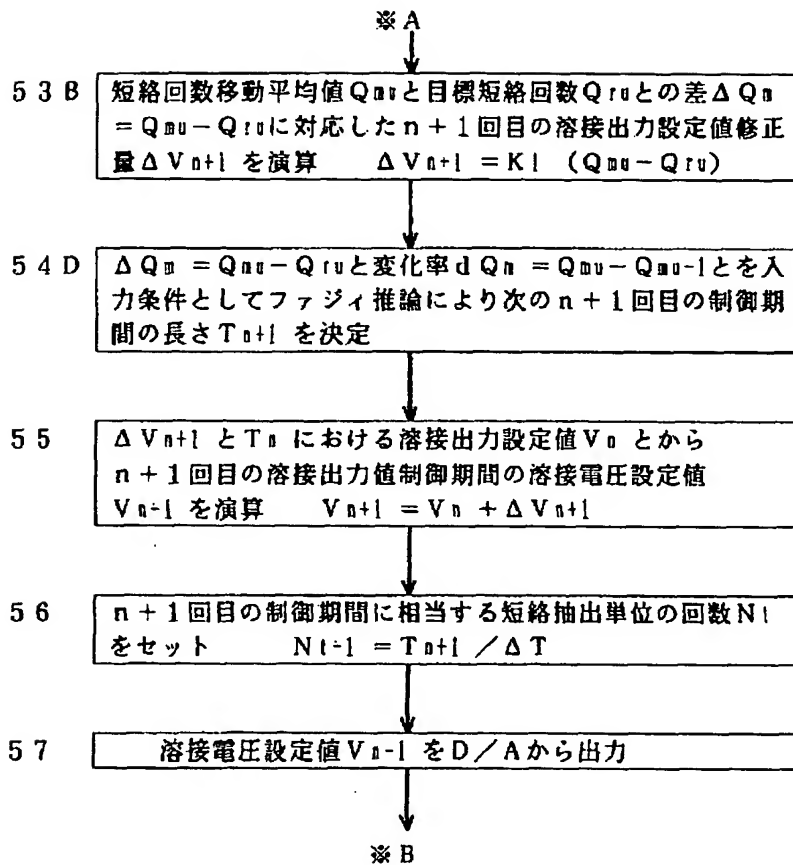 ※A
53B 短絡回数移動平均値Qmuと目標短絡回数Qruとの差ΔQm
=Qmu-Qruに対応したn+1回目の溶接出力設定値修正
量ΔVn+1 を演算 ΔVn+1 =K1 (Qmu-Qru)
54D ΔQm =Qmu-Qruと変化率dQm =Qmu-Qmu-1とを入
力条件としてファジィ推論により次のn+1回目の制御期
間の長さTn+1 を決定
55 ΔVn+1 とTn における溶接出力設定値Vn とから
n+1回目の溶接出力値制御期間の溶接電圧設定値
Vn+1 を演算 Vn+1 =Vn +ΔVn+1
56 n+1回目の制御期間に相当する短絡抽出単位の回数Nt
をセット Nt+1 =Tn+1 /ΔT
57 溶接電圧設定値Vn-1 をD/Aから出力
※B